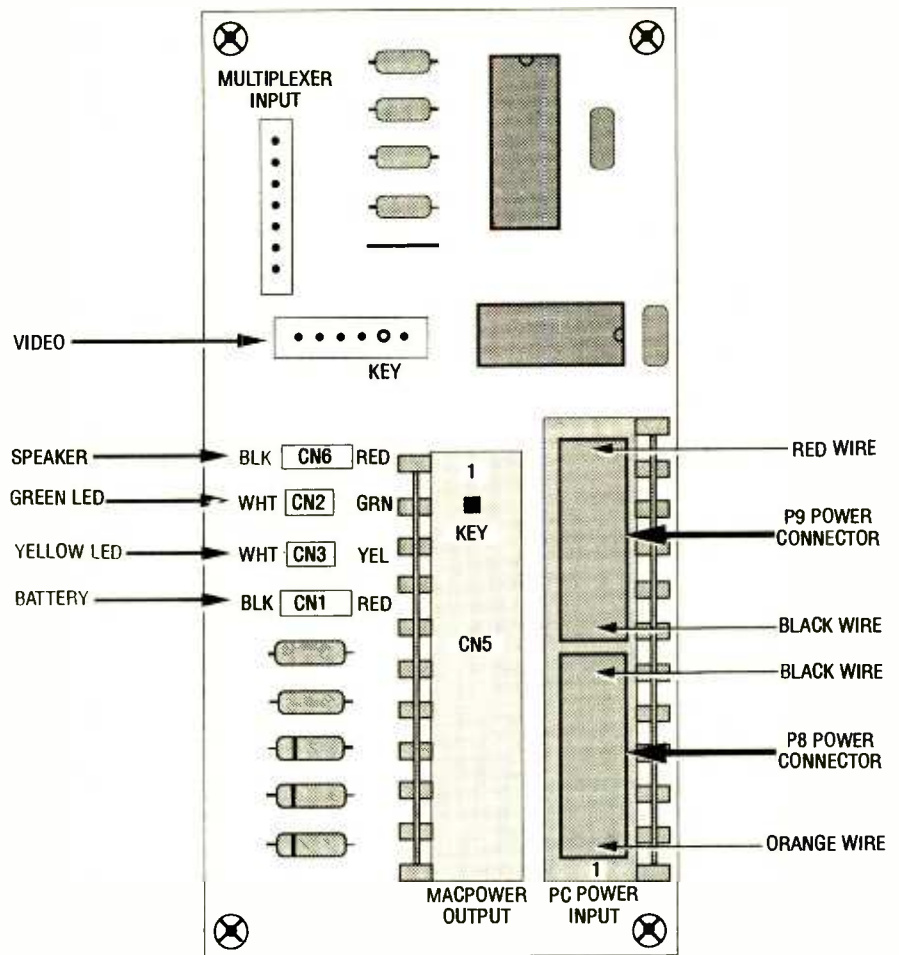 MULTIPLEXER
INPUT
VIDEO
KEY
SPEAKER
BLK CN6 RED
GREEN LED
WHT CN2 GRN
YELLOW LED
WHT CN3 YEL
BATTERY
BLK CN1 RED
1
KEY
CN5
MACPOWER
OUTPUT
RED WIRE
P9 POWER
CONNECTOR
BLACK WIRE
BLACK WIRE
P8 POWER
CONNECTOR
ORANGE WIRE
1
PC POWER
INPUT